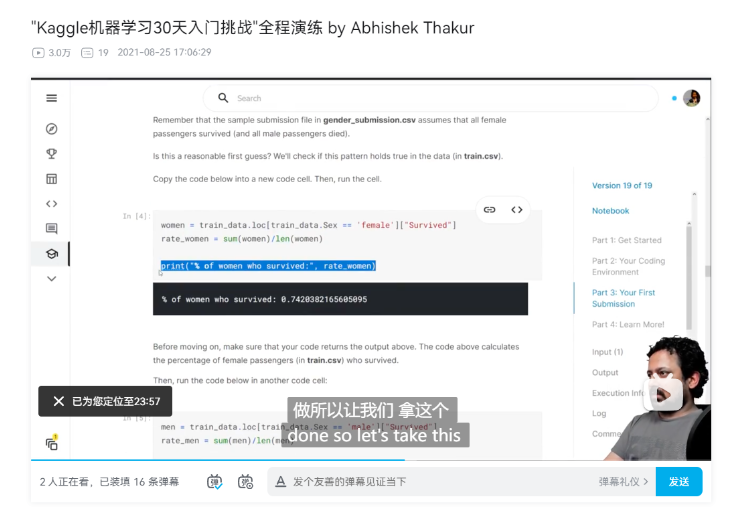 "Kaggle机器学习30天入门挑战"全程演练 by Abhishek Thakur
3.0万 19 2021-08-25 17:06:29
Search
Remember that the sample submission file in gender_submission.csv assumes that all female
passengers survived (and all male passengers died).
Is this a reasonable first guess? We'll check if this pattern holds true in the data (in train.csv).
Copy the code below into a new code cell. Then, run the cell.
In [4]:
women = train_data.loc[train_data.Sex == 'female']["Survived"]
rate_women = sum(women)/len(women)
print("% of women who survived:", rate_women)
% of women who survived: 0.7420382165605095
Before moving on, make sure that your code returns the output above. The code above calculates
the percentage of female passengers (in train.csv) who survived.
Then, run the code below in another code cell:
In [5]:
men = train_data.loc[train_data.Sex == 'male']["Survived"]
rate_men = sum(men)/len(men)
Version 19 of 19
Notebook
Part 1: Get Started
Part 2: Your Coding
Environment
Part 3: Your First
Submission
Part 4: Learn More!
Input (1)
Output
Execution Inf
Log
Comme
已为您定位至23:57
做所以让我们 拿这个
done so let's take this
2 人正在看，已装填 16 条弹幕
发个友善的弹幕见证当下
弹幕礼仪 >
发送